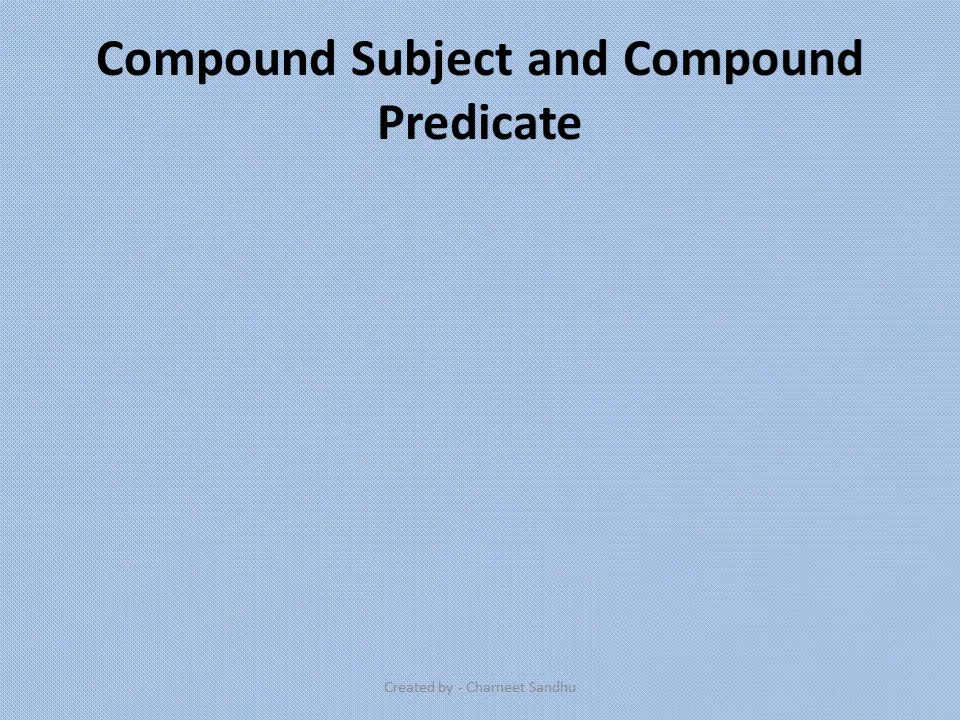 Compound Subject and Compound
Predicate
Created by - Charneet Sandhu